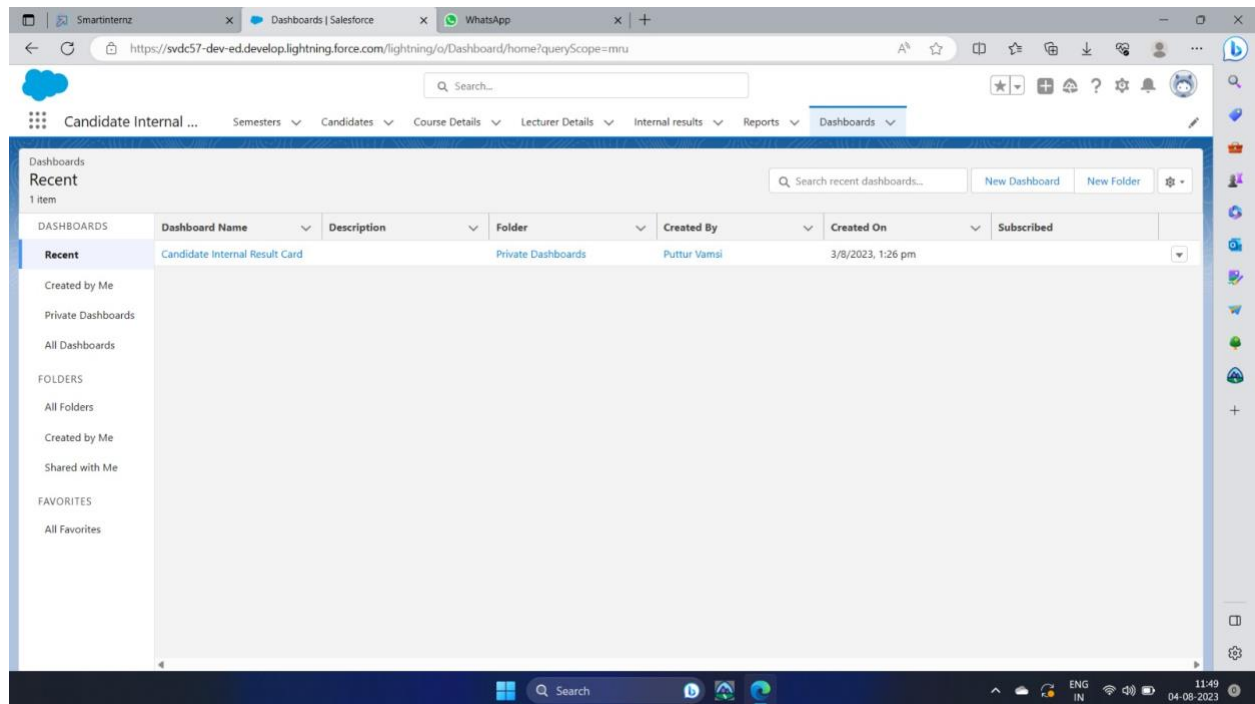 Smartinternz
Dashboards | Salesforce
WhatsApp
https://svdc57-dev-ed.develop.lightning.force.com/lightning/o/Dashboard/home?queryScope=mru
Search...
Candidate Internal ... Semesters Candidates Course Details Lecturer Details Internal results Reports Dashboards
Dashboards
Recent
1 item
Search recent dashboards...
New Dashboard
New Folder
DASHBOARDS
Recent
Created by Me
Private Dashboards
All Dashboards
FOLDERS
All Folders
Created by Me
Shared with Me
FAVORITES
All Favorites
Dashboard Name Description Folder Created By Created On Subscribed
Candidate Internal Result Card Private Dashboards Puttur Vamsi 3/8/2023, 1:26 pm
Search
ENG
IN
11:49
04-08-2023